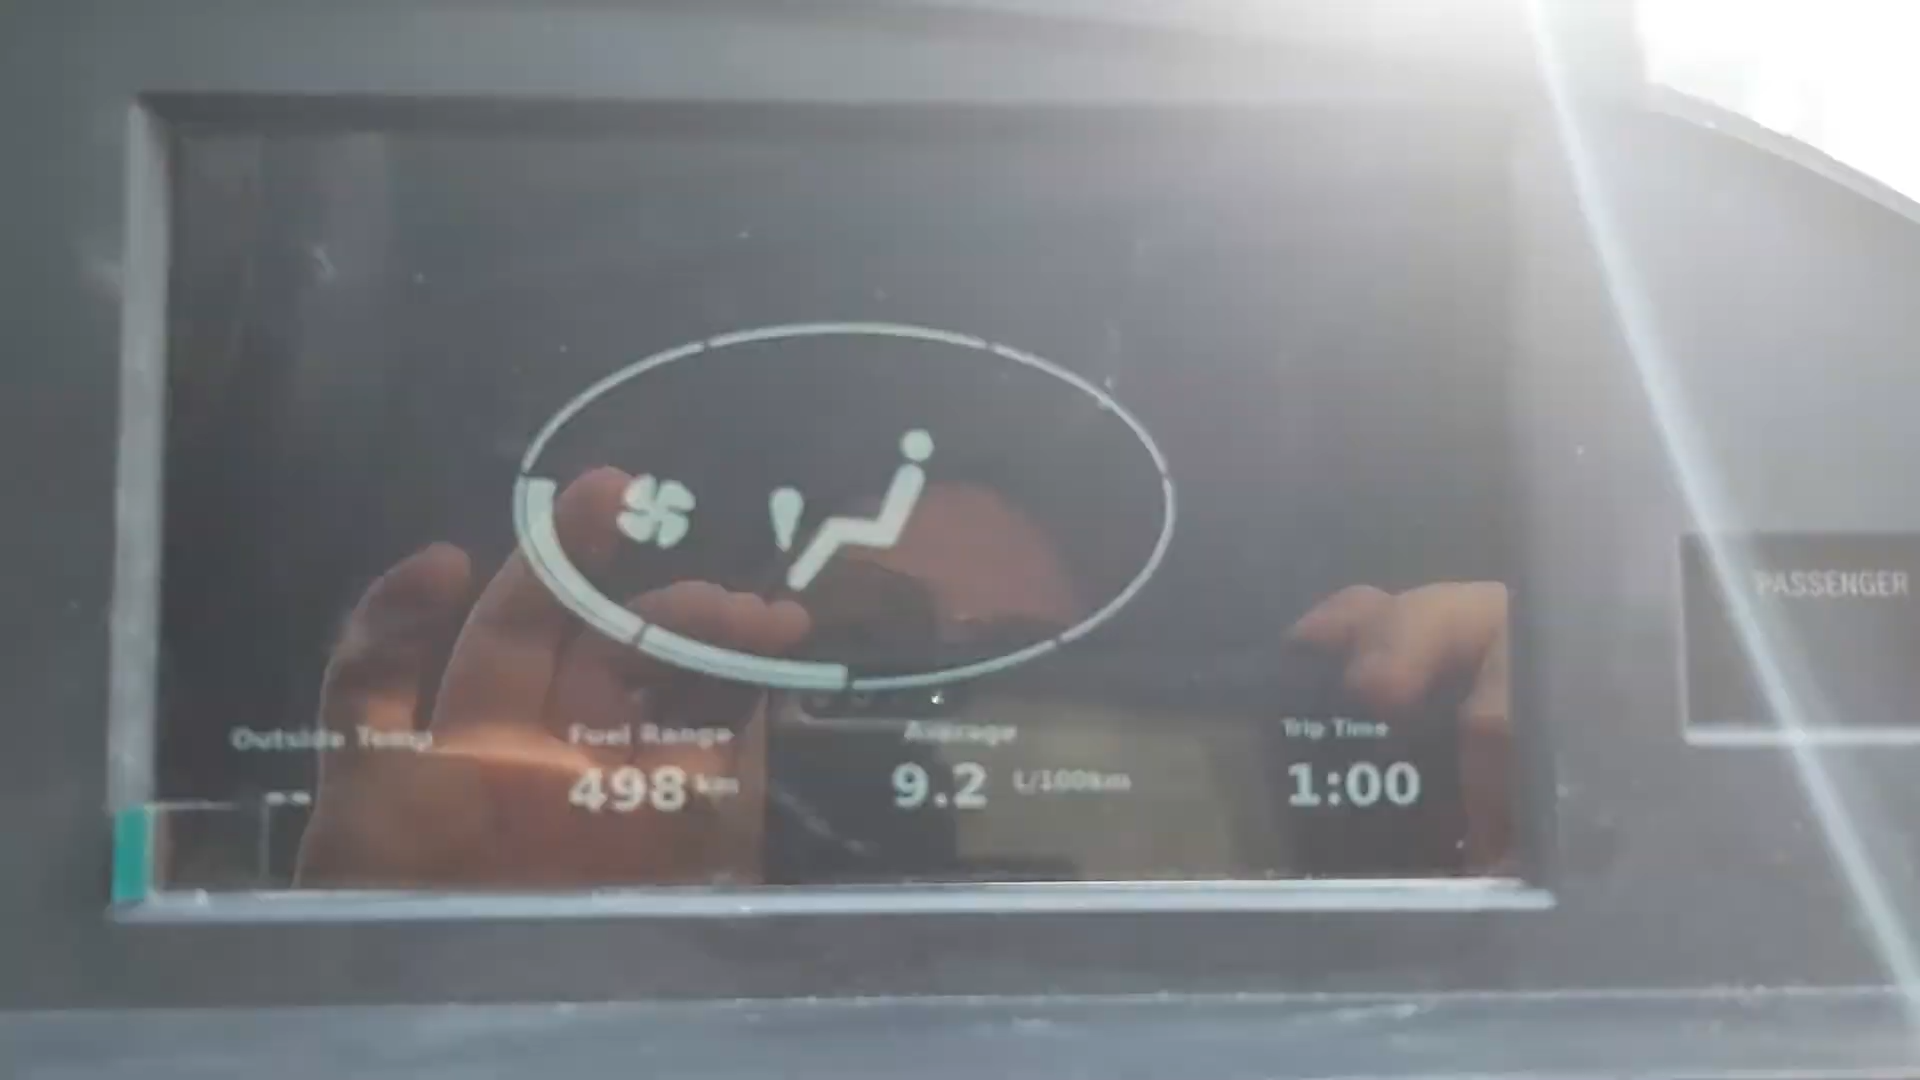 PASSENGER
Outside Temp
Fuel Range
Average
Trip Time
--
498 km
9.2 L/100km
1:00